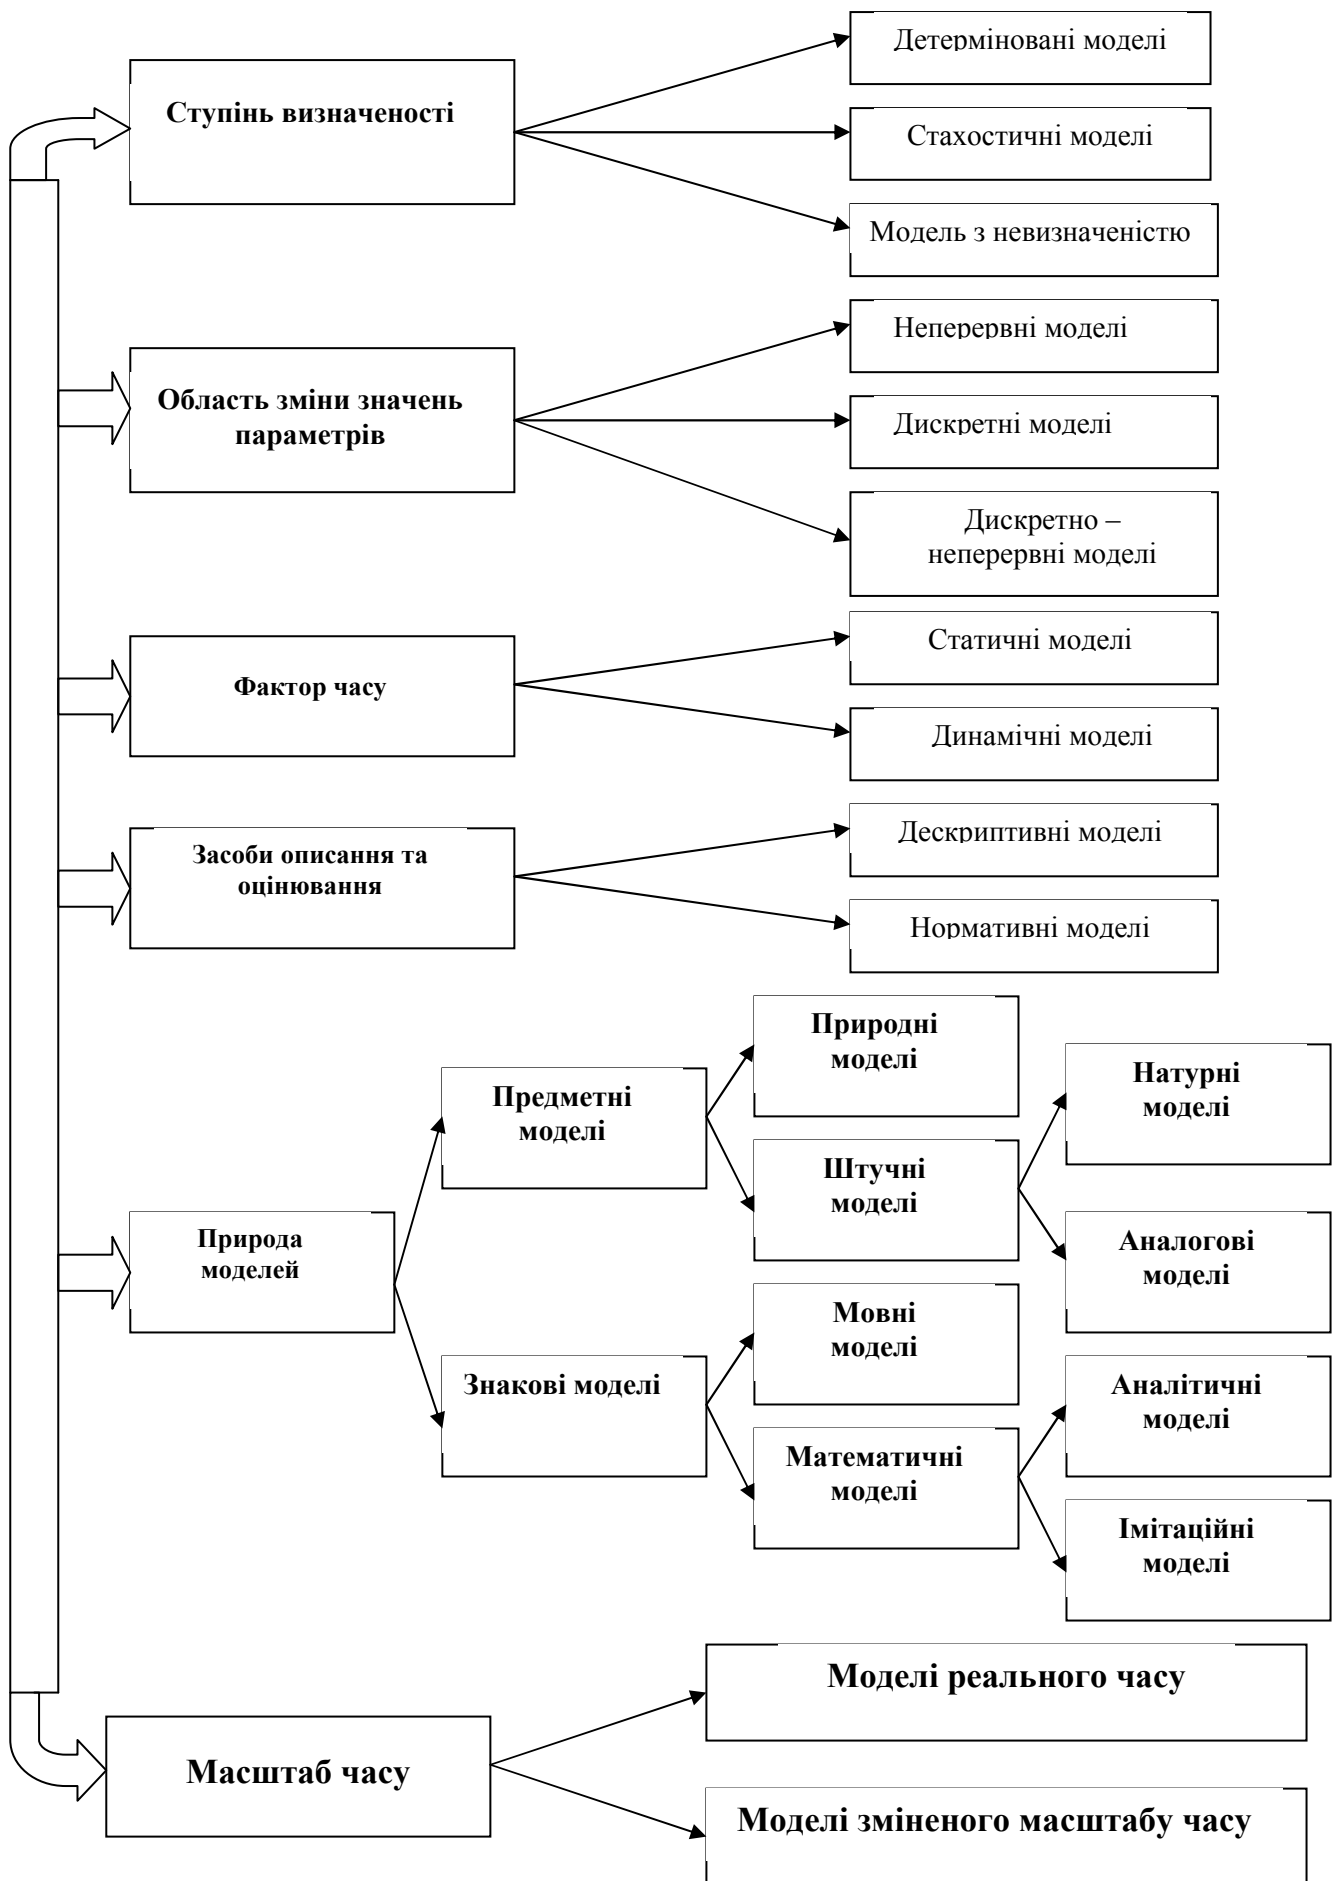 Ступінь визначеності
Детерміновані моделі
Стахостичні моделі
Модель з невизначеністю
Область зміни значень
параметрів
Неперервні моделі
Дискретні моделі
Дискретно –
неперервні моделі
Фактор часу
Статичні моделі
Динамічні моделі
Засоби описання та
оцінювання
Дескриптивні моделі
Нормативні моделі
Природа
моделей
Предметні
моделі
Природні
моделі
Штучні
моделі
Натурні
моделі
Аналогові
моделі
Знакові моделі
Мовні
моделі
Математичні
моделі
Аналітичні
моделі
Імітаційні
моделі
Масштаб часу
Моделі реального часу
Моделі зміненого масштабу часу